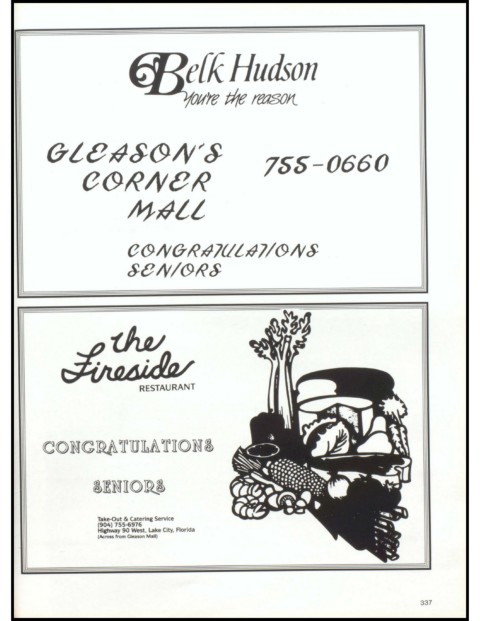 Belk Hudson
You're the reason
GLEASON'S
CORNER
MALL
755-0660
CONGRATULATIONS
SENIORS
the
Fireside
RESTAURANT
CONGRATULATIONS
SENIORS
Take-Out & Catering Service
(904) 755-6976
Highway 90 West, Lake City, Florida
(Across from Gleason Mall)
337